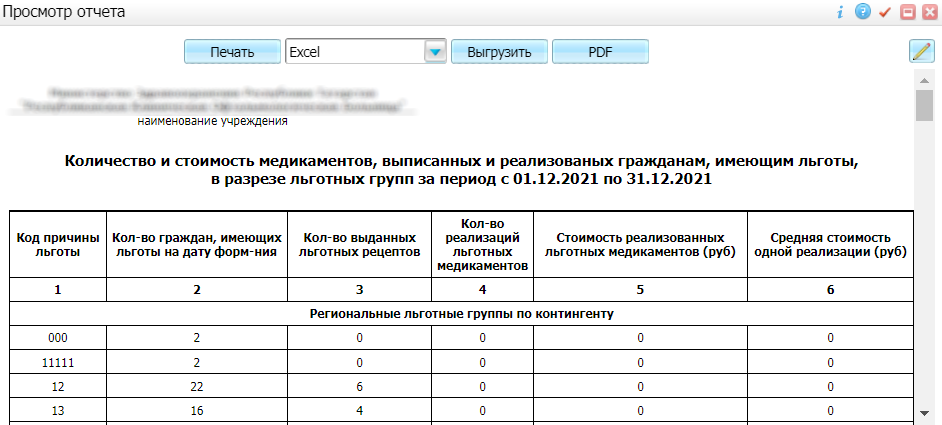 Просмотр отчета
Печать Excel Выгрузить PDF
наименование учреждения
Количество и стоимость медикаментов, выписанных и реализованых гражданам, имеющим льготы,
в разрезе льготных групп за период с 01.12.2021 по 31.12.2021
Код причины льготы Кол-во граждан, имеющих льготы на дату форм-ния Кол-во выданных льготных рецептов Кол-во реализаций льготных медикаментов Стоимость реализованных льготных медикаментов (руб) Средняя стоимость одной реализации (руб)
1 2 3 4 5 6
Региональные льготные группы по контингенту
000 2 0 0 0 0
11111 2 0 0 0 0
12 22 6 0 0 0
13 16 4 0 0 0